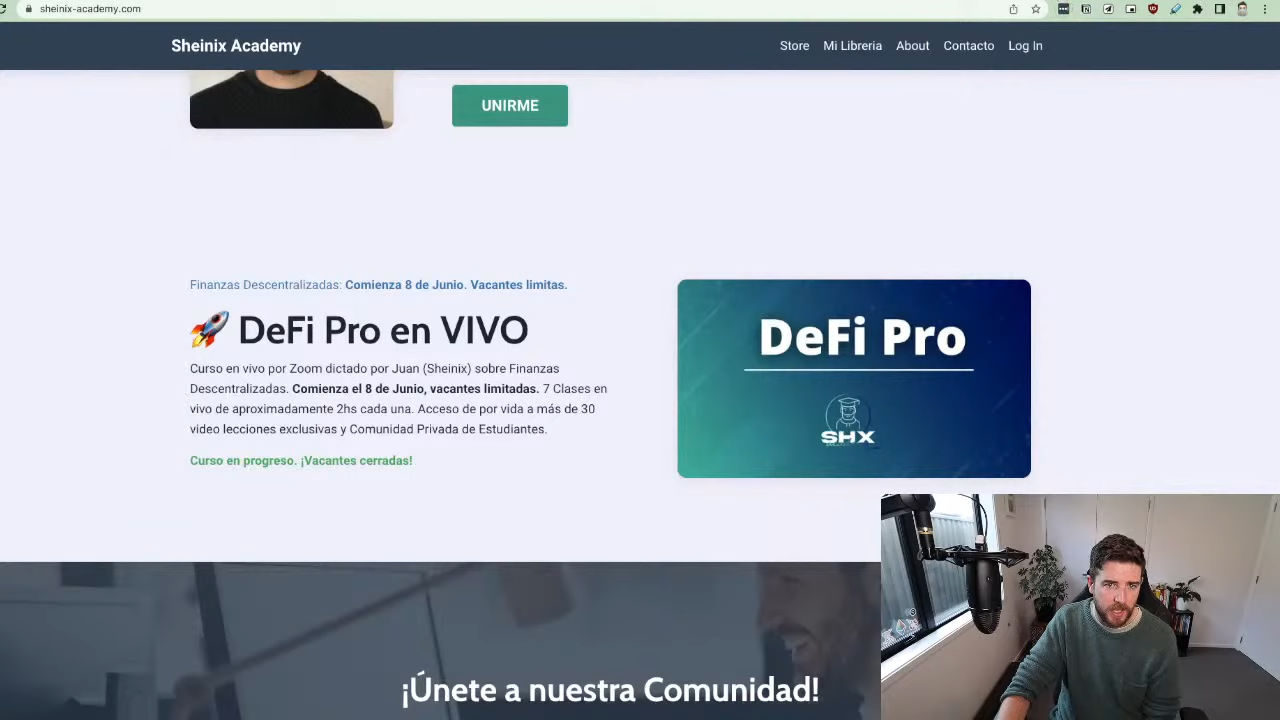 sheinix-academy.com
Sheinix Academy
Store Mi Libreria About Contacto Log In
UNIRME
Finanzas Descentralizadas: Comienza 8 de Junio. Vacantes limitas.
🚀 DeFi Pro en VIVO
Curso en vivo por Zoom dictado por Juan (Sheinix) sobre Finanzas
Descentralizadas. Comienza el 8 de Junio, vacantes limitadas. 7 Clases en
vivo de aproximadamente 2hs cada una. Acceso de por vida a más de 30
video lecciones exclusivas y Comunidad Privada de Estudiantes.
Curso en progreso. ¡Vacantes cerradas!
DeFi Pro
SHX
¡Únete a nuestra Comunidad!